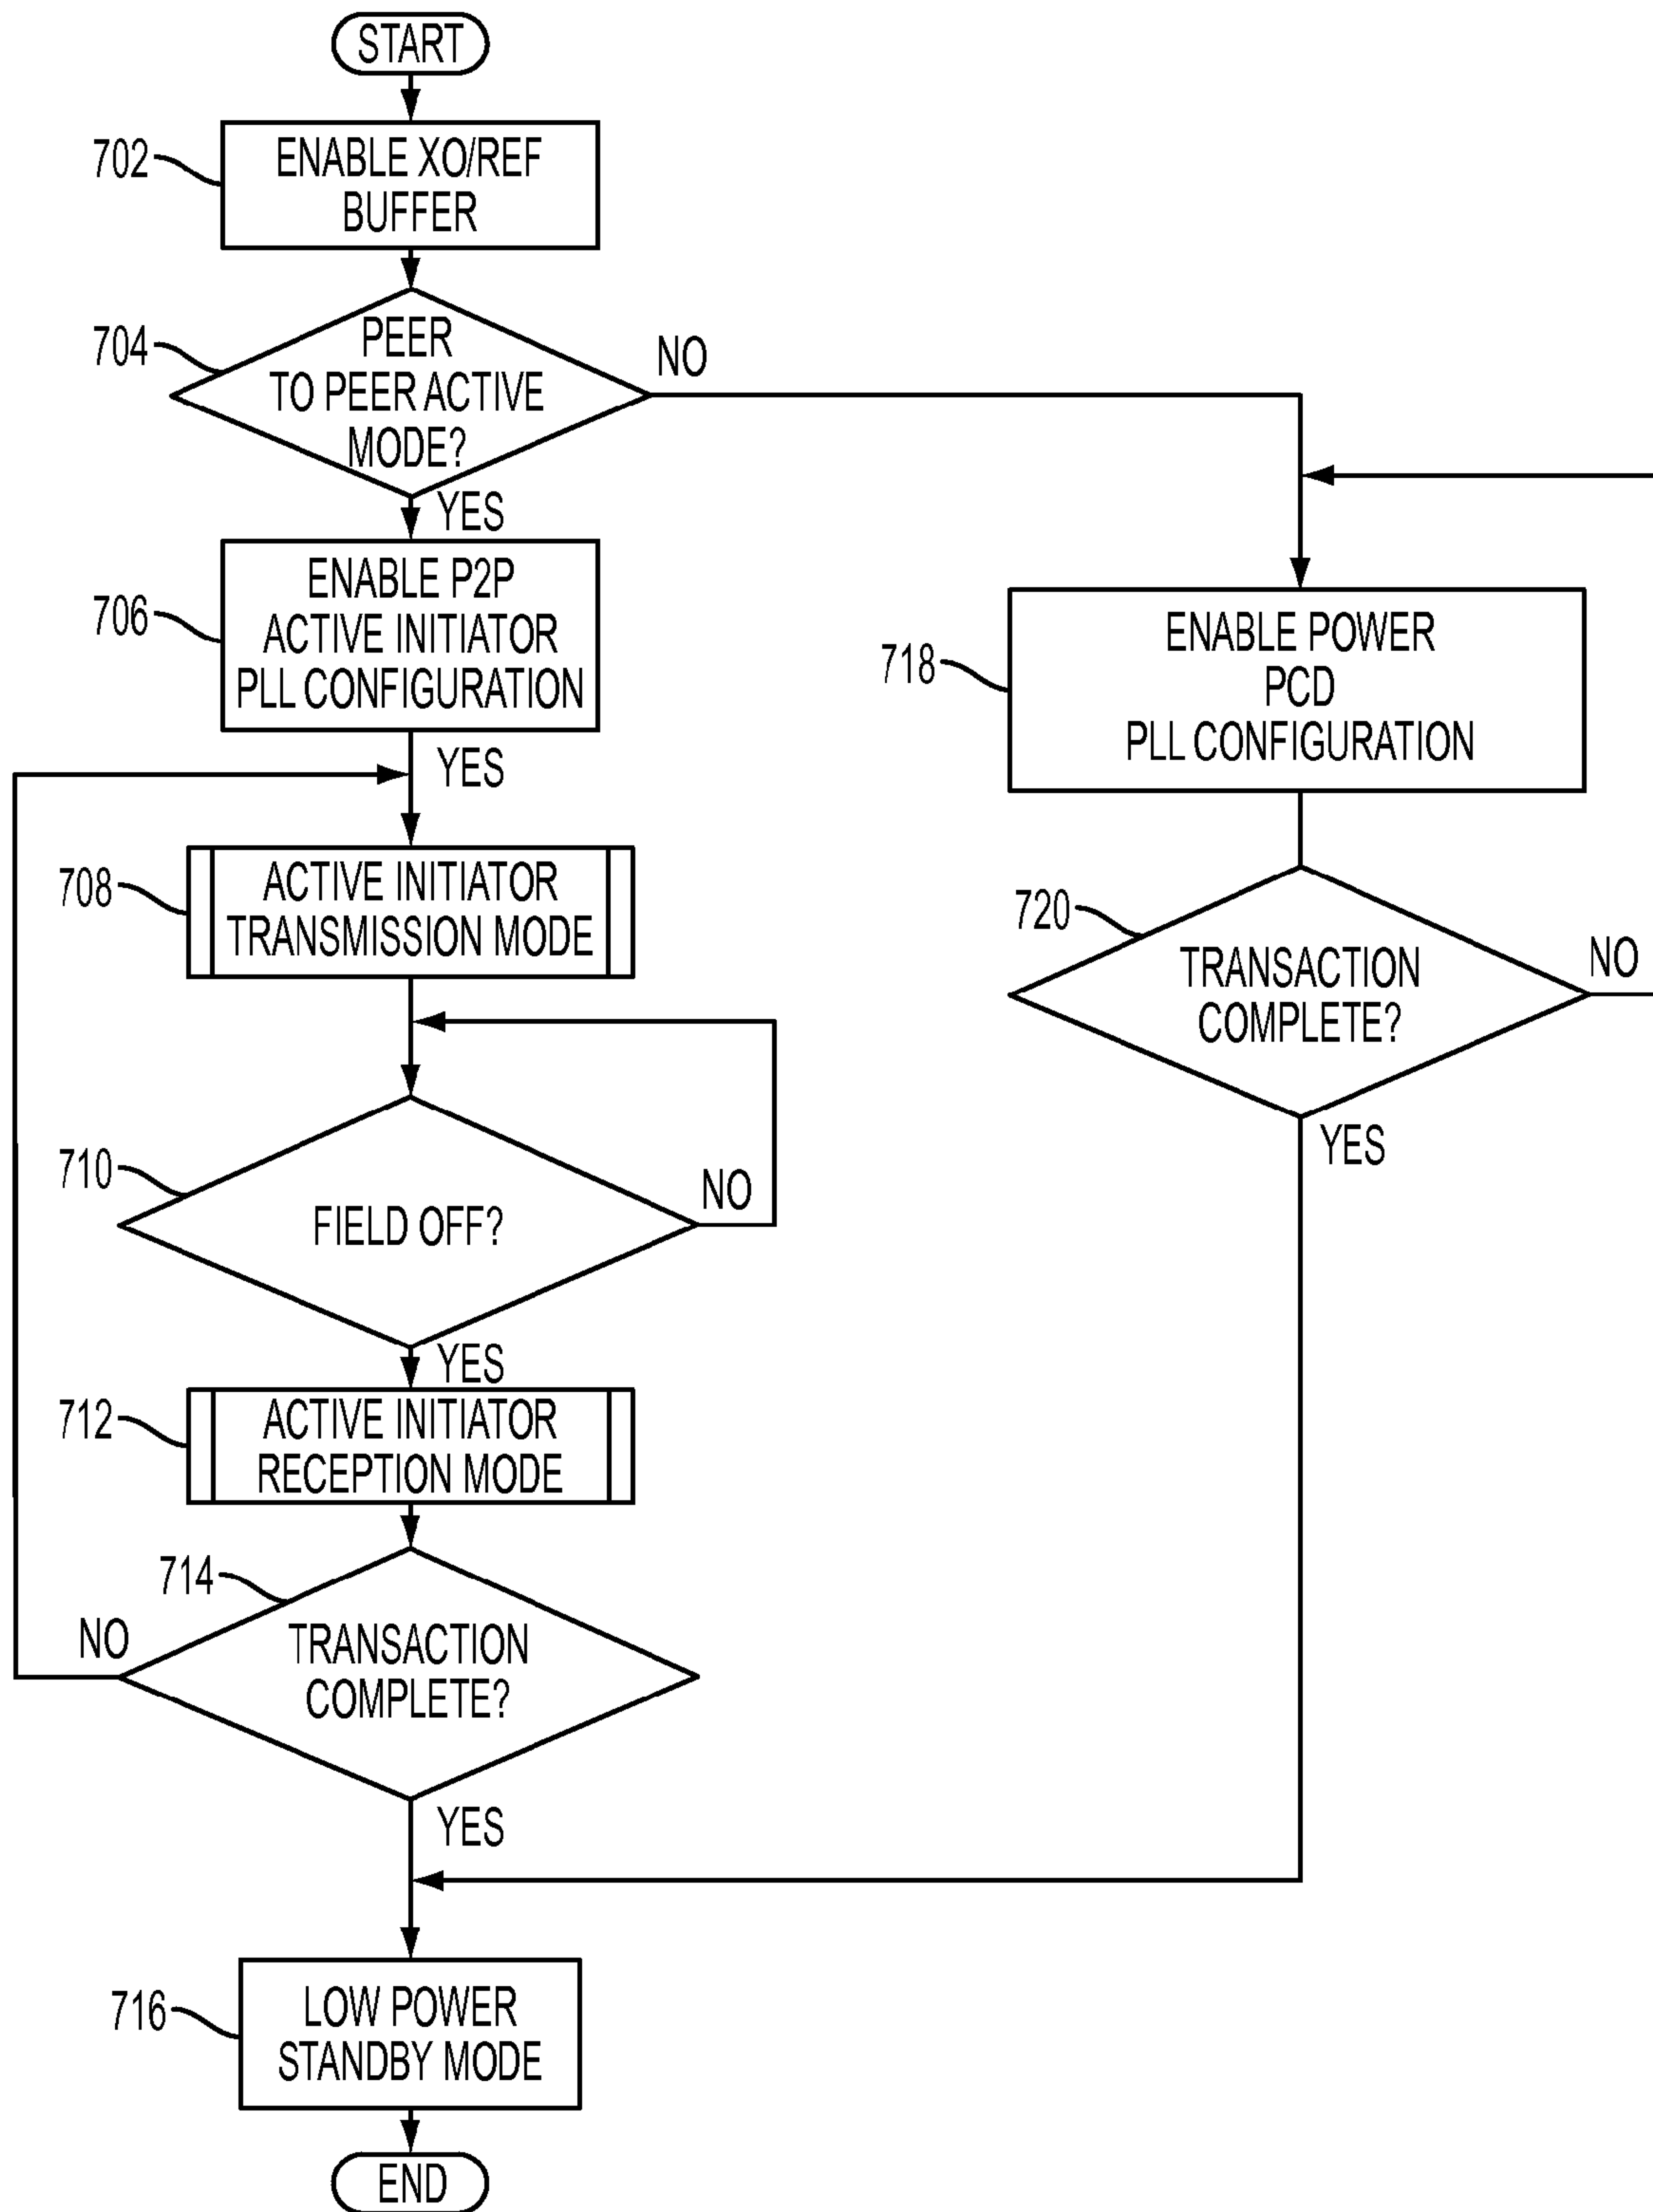 START
702
ENABLE XO/REF
BUFFER
704
PEER
TO PEER ACTIVE
MODE?
NO
YES
706
ENABLE P2P
ACTIVE INITIATOR
PLL CONFIGURATION
YES
718
ENABLE POWER
PCD
PLL CONFIGURATION
708
ACTIVE INITIATOR
TRANSMISSION MODE
720
TRANSACTION
COMPLETE?
NO
YES
710
FIELD OFF?
NO
YES
712
ACTIVE INITIATOR
RECEPTION MODE
714
TRANSACTION
COMPLETE?
NO
YES
716
LOW POWER
STANDBY MODE
END